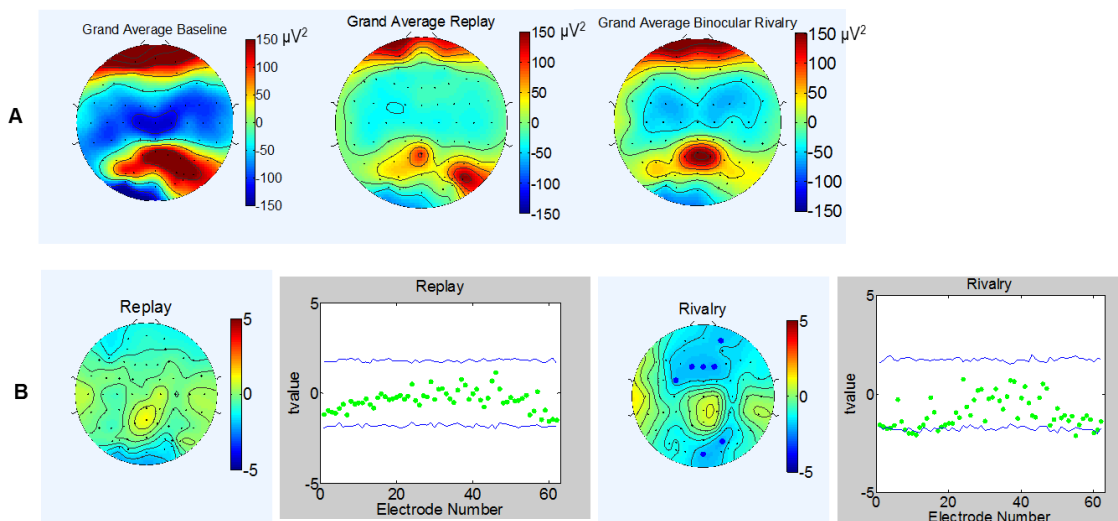 A
Grand Average Baseline
150 µV²
100
50
0
-50
-100
-150
Grand Average Replay
150 µV²
100
50
0
-50
-100
-150
Grand Average Binocular Rivalry
150 µV²
100
50
0
-50
-100
-150
B
Replay
5
0
-5
Replay
5
0
-5
tvalue
0 20 40 60
Electrode Number
Rivalry
5
0
-5
Rivalry
5
0
-5
tvalue
0 20 40 60
Electrode Number